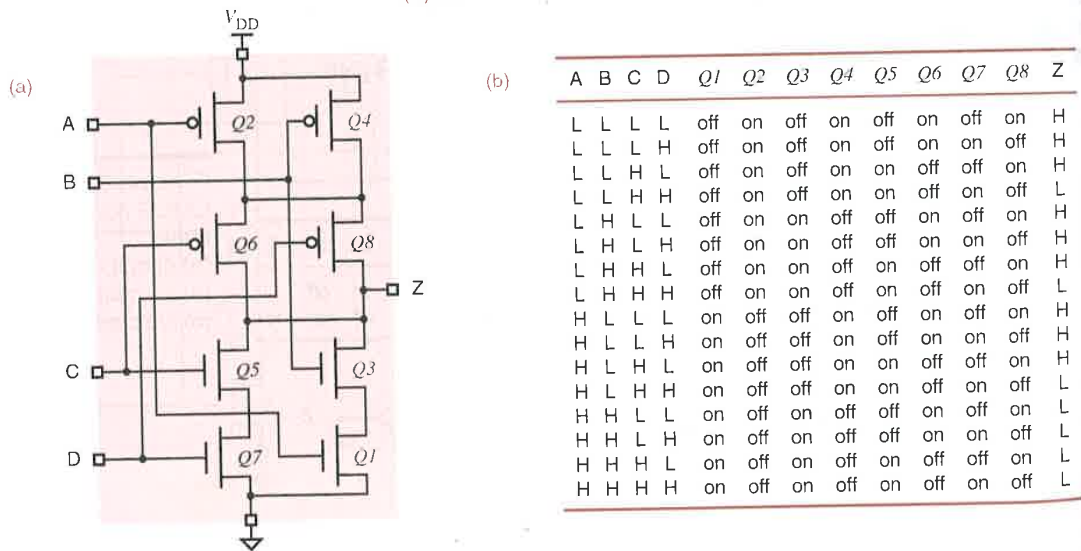 (a)
V_DD
A
Q2
Q4
B
Q6
Q8
Z
C
Q5
Q3
D
Q7
Q1
(b)
A B C D Q1 Q2 Q3 Q4 Q5 Q6 Q7 Q8 Z
L L L L off on off on off on off on H
L L L H off on off on off on on off H
L L H L off on off on on off off on H
L L H H off on off on on off on off L
L H L L off on on off off on off on H
L H L H off on on off off on on off H
L H H L off on on off on off off on H
L H H H off on on off on off on off L
H L L L on off off on off on off on H
H L L H on off off on off on on off H
H L H L on off off on on off off on H
H L H H on off off on on off on off L
H H L L on off on off off on off on L
H H L H on off on off off on on off L
H H H L on off on off on off off on L
H H H H on off on off on off on off L